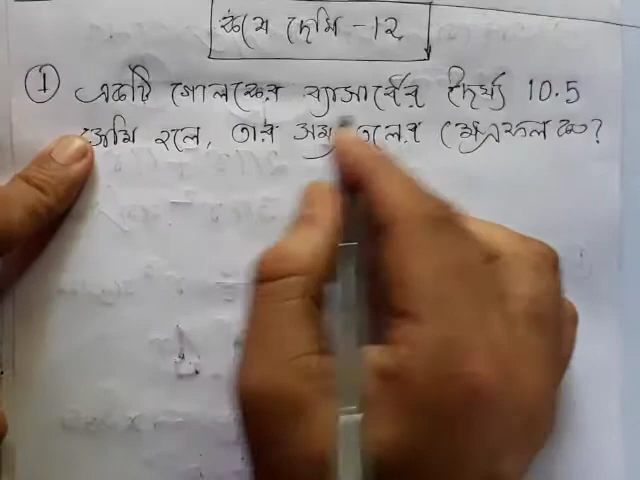 কষে দেখি - 12
① একটি গোলকের ব্যাসার্ধের দৈর্ঘ্য 10.5
সেমি হলে, তার ক্ষেত্রফল কত?